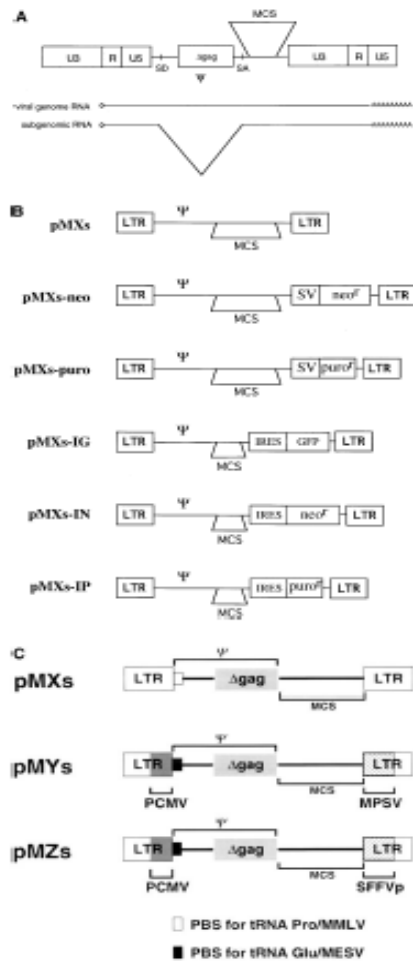 A
MCS
U3 R U5 SD Δgag SA U3 R U5
Ψ
viral genome RNA
subgenomic RNA
B
pMXs LTR Ψ MCS LTR
pMXs-neo LTR Ψ MCS SV neoʳ LTR
pMXs-puro LTR Ψ MCS SV puroʳ LTR
pMXs-IG LTR Ψ MCS IRES GFP LTR
pMXs-IN LTR Ψ MCS IRES neoʳ LTR
pMXs-IP LTR Ψ MCS IRES puroʳ LTR
C
pMXs LTR Ψ Δgag MCS LTR
pMYs LTR Ψ Δgag MCS LTR
PCMV MPSV
pMZs LTR Ψ Δgag MCS LTR
PCMV SFFVp
PBS for tRNA Pro/MMLV
PBS for tRNA Glu/MESV